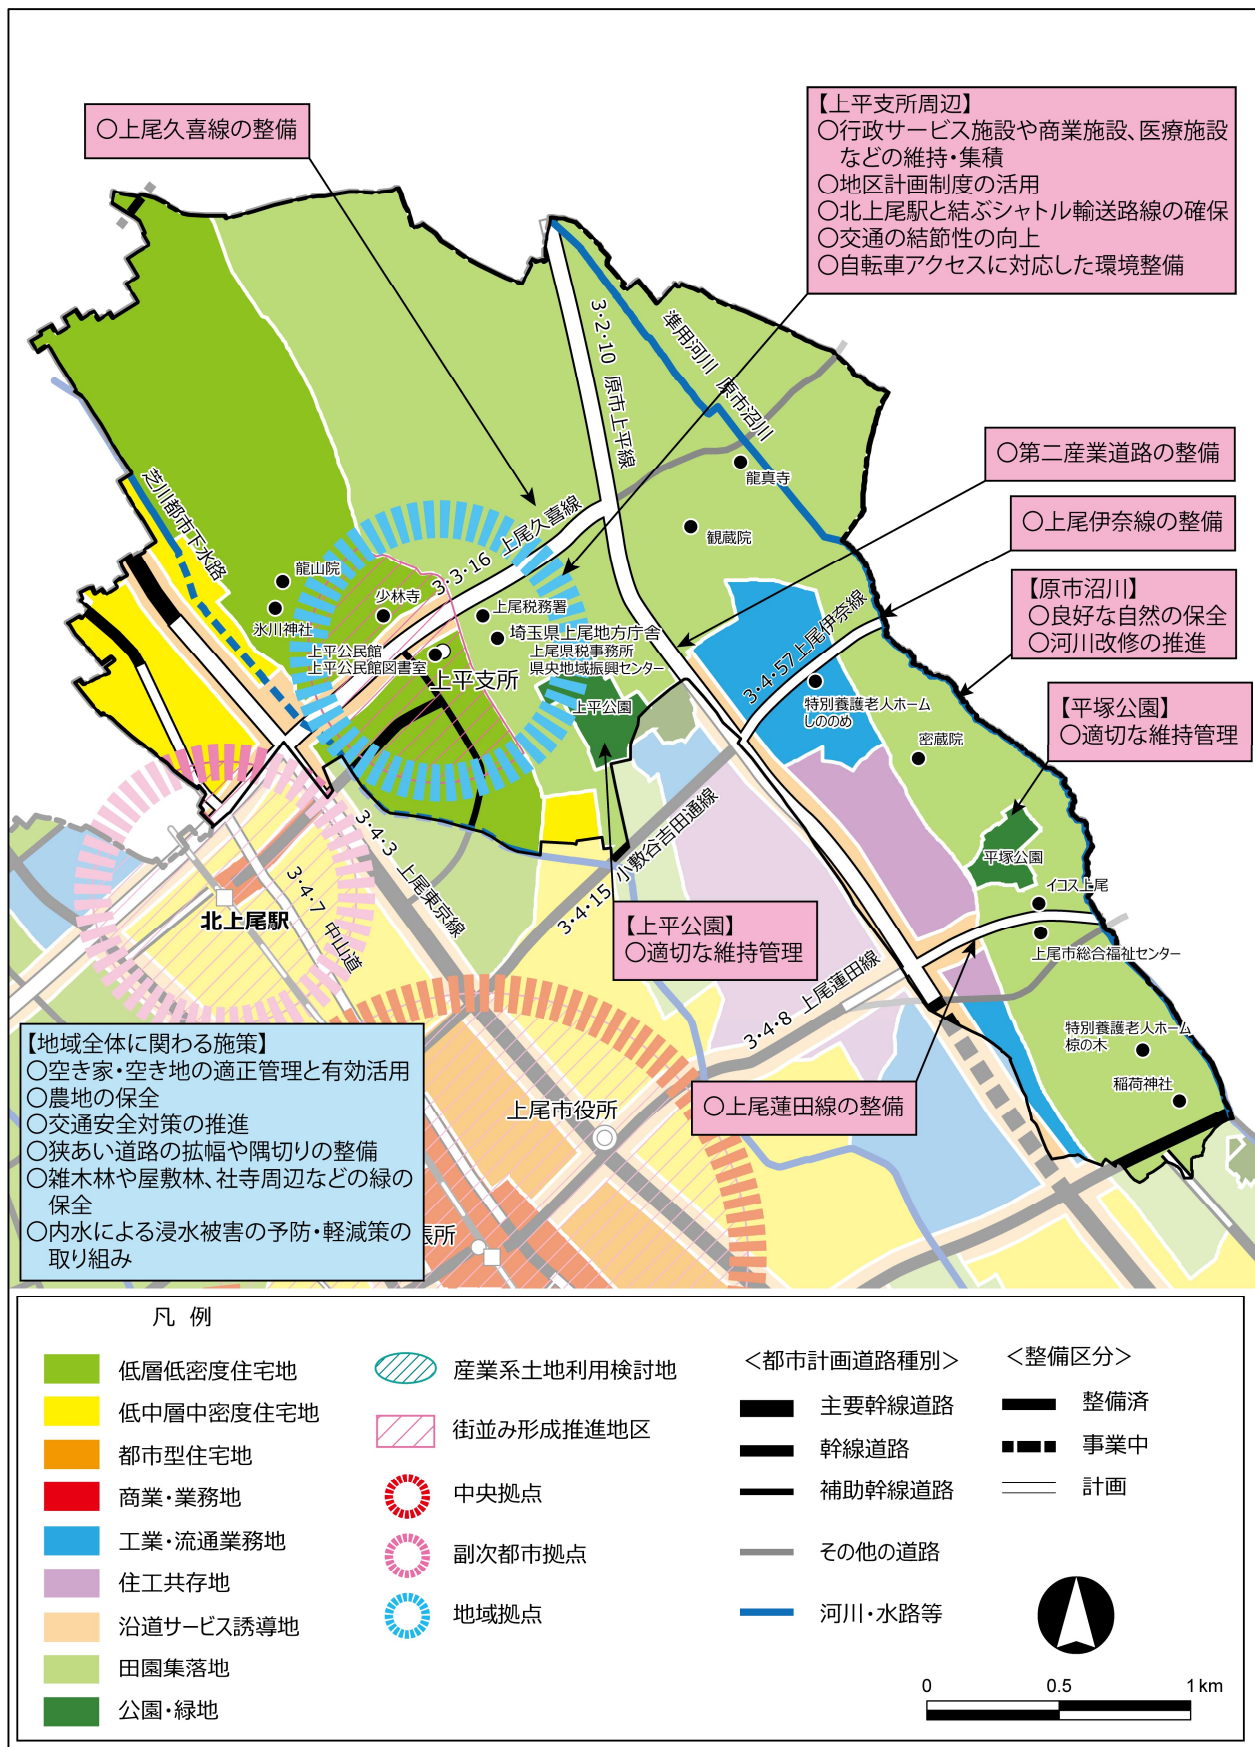 〇上尾久喜線の整備
【上平支所周辺】
〇行政サービス施設や商業施設、医療施設
などの維持・集積
〇地区計画制度の活用
〇北上尾駅と結ぶシャトル輸送路線の確保
〇交通の結節性の向上
〇自転車アクセスに対応した環境整備
3・2・10 原市上平線
準用河川 原市沼川
〇第二産業道路の整備
龍真寺
芝川都市下水路
3・3・16 上尾久喜線
観蔵院
〇上尾伊奈線の整備
龍山院
氷川神社
少林寺
上尾税務署
埼玉県上尾地方庁舎
上尾県税事務所
県央地域振興センター
上平公民館
上平公民館図書室
上平支所
上平公園
3・4・57上尾伊奈線
【原市沼川】
〇良好な自然の保全
〇河川改修の推進
特別養護老人ホーム
しののめ
密蔵院
【平塚公園】
〇適切な維持管理
3・4・3 上尾東京線
3・4・15 小敷谷吉田通線
平塚公園
イコス上尾
3・4・7 中山道
北上尾駅
【上平公園】
〇適切な維持管理
上尾市総合福祉センター
3・4・8 上尾蓮田線
特別養護老人ホーム
椋の木
稲荷神社
〇上尾蓮田線の整備
上尾市役所
張所
【地域全体に関わる施策】
〇空き家・空き地の適正管理と有効活用
〇農地の保全
〇交通安全対策の推進
〇狭あい道路の拡幅や隅切りの整備
〇雑木林や屋敷林、社寺周辺などの緑の
保全
〇内水による浸水被害の予防・軽減策の
取り組み
凡 例
低層低密度住宅地
低中層中密度住宅地
都市型住宅地
商業・業務地
工業・流通業務地
住工共存地
沿道サービス誘導地
田園集落地
公園・緑地
産業系土地利用検討地
街並み形成推進地区
中央拠点
副次都市拠点
地域拠点
＜都市計画道路種別＞
主要幹線道路
幹線道路
補助幹線道路
その他の道路
河川・水路等
＜整備区分＞
整備済
事業中
計画
0 0.5 1km